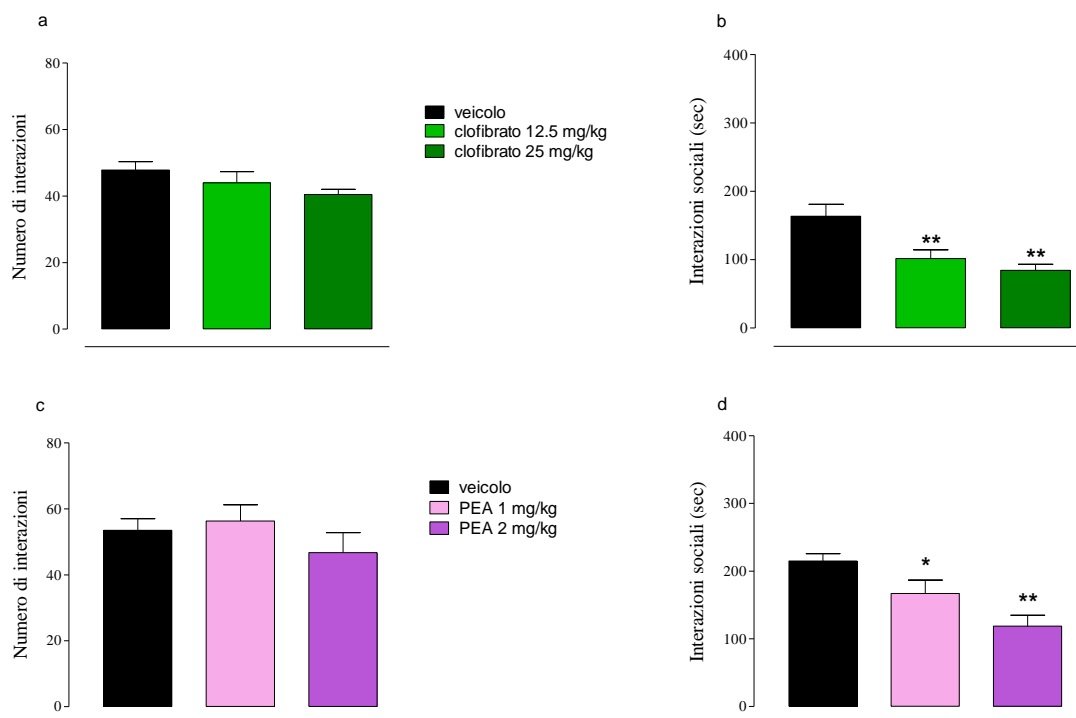 a
Numero di interazioni
80
60
40
20
0
veicolo
clofibrato 12.5 mg/kg
clofibrato 25 mg/kg
b
Interazioni sociali (sec)
400
300
200
100
0
**
**
c
Numero di interazioni
80
60
40
20
0
veicolo
PEA 1 mg/kg
PEA 2 mg/kg
d
Interazioni sociali (sec)
400
300
200
100
0
*
**